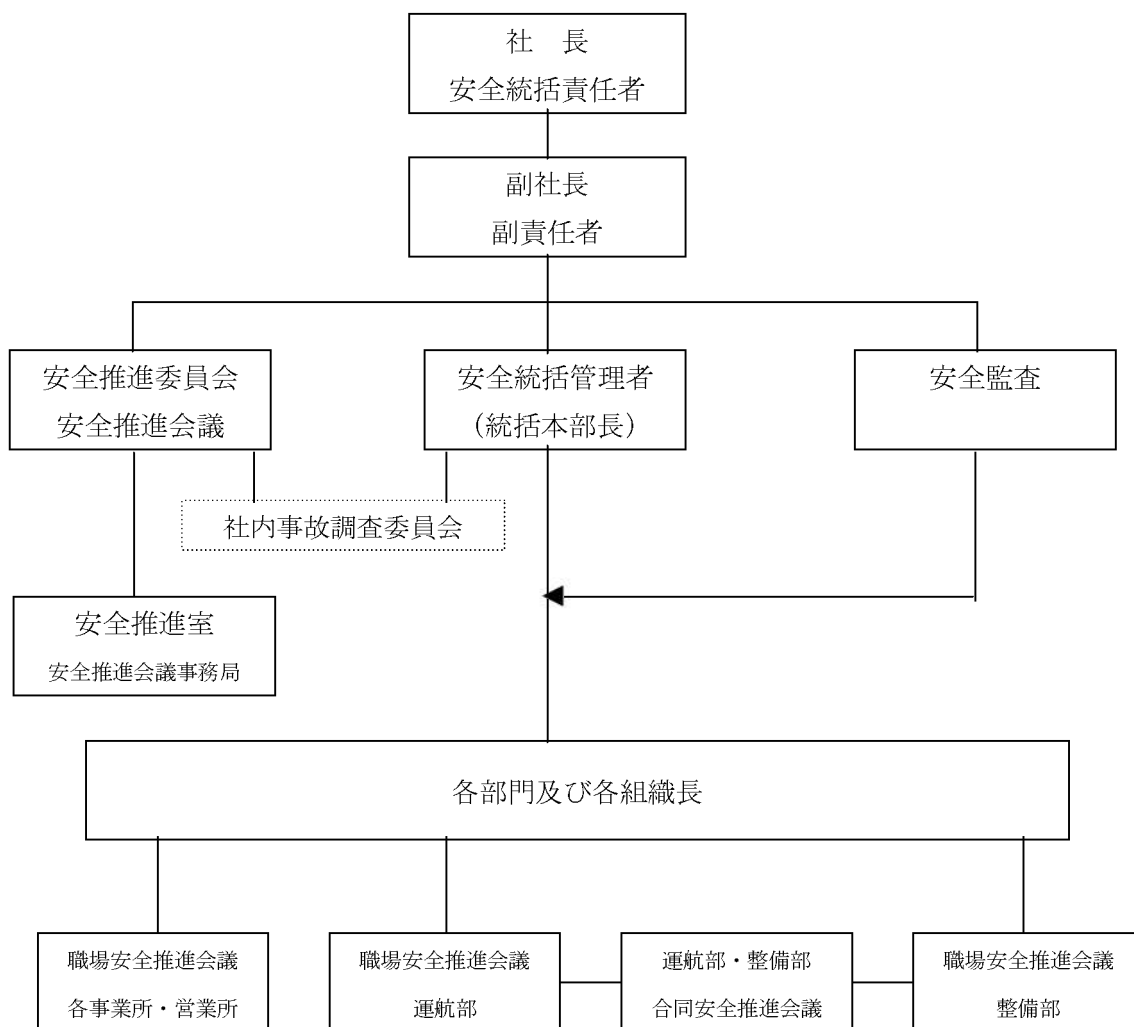 社　長
安全統括責任者
副社長
副責任者
安全推進委員会
安全推進会議
安全統括管理者
(統括本部長)
安全監査
社内事故調査委員会
安全推進室
安全推進会議事務局
各部門及び各組織長
職場安全推進会議
各事業所・営業所
職場安全推進会議
運航部
運航部・整備部
合同安全推進会議
職場安全推進会議
整備部